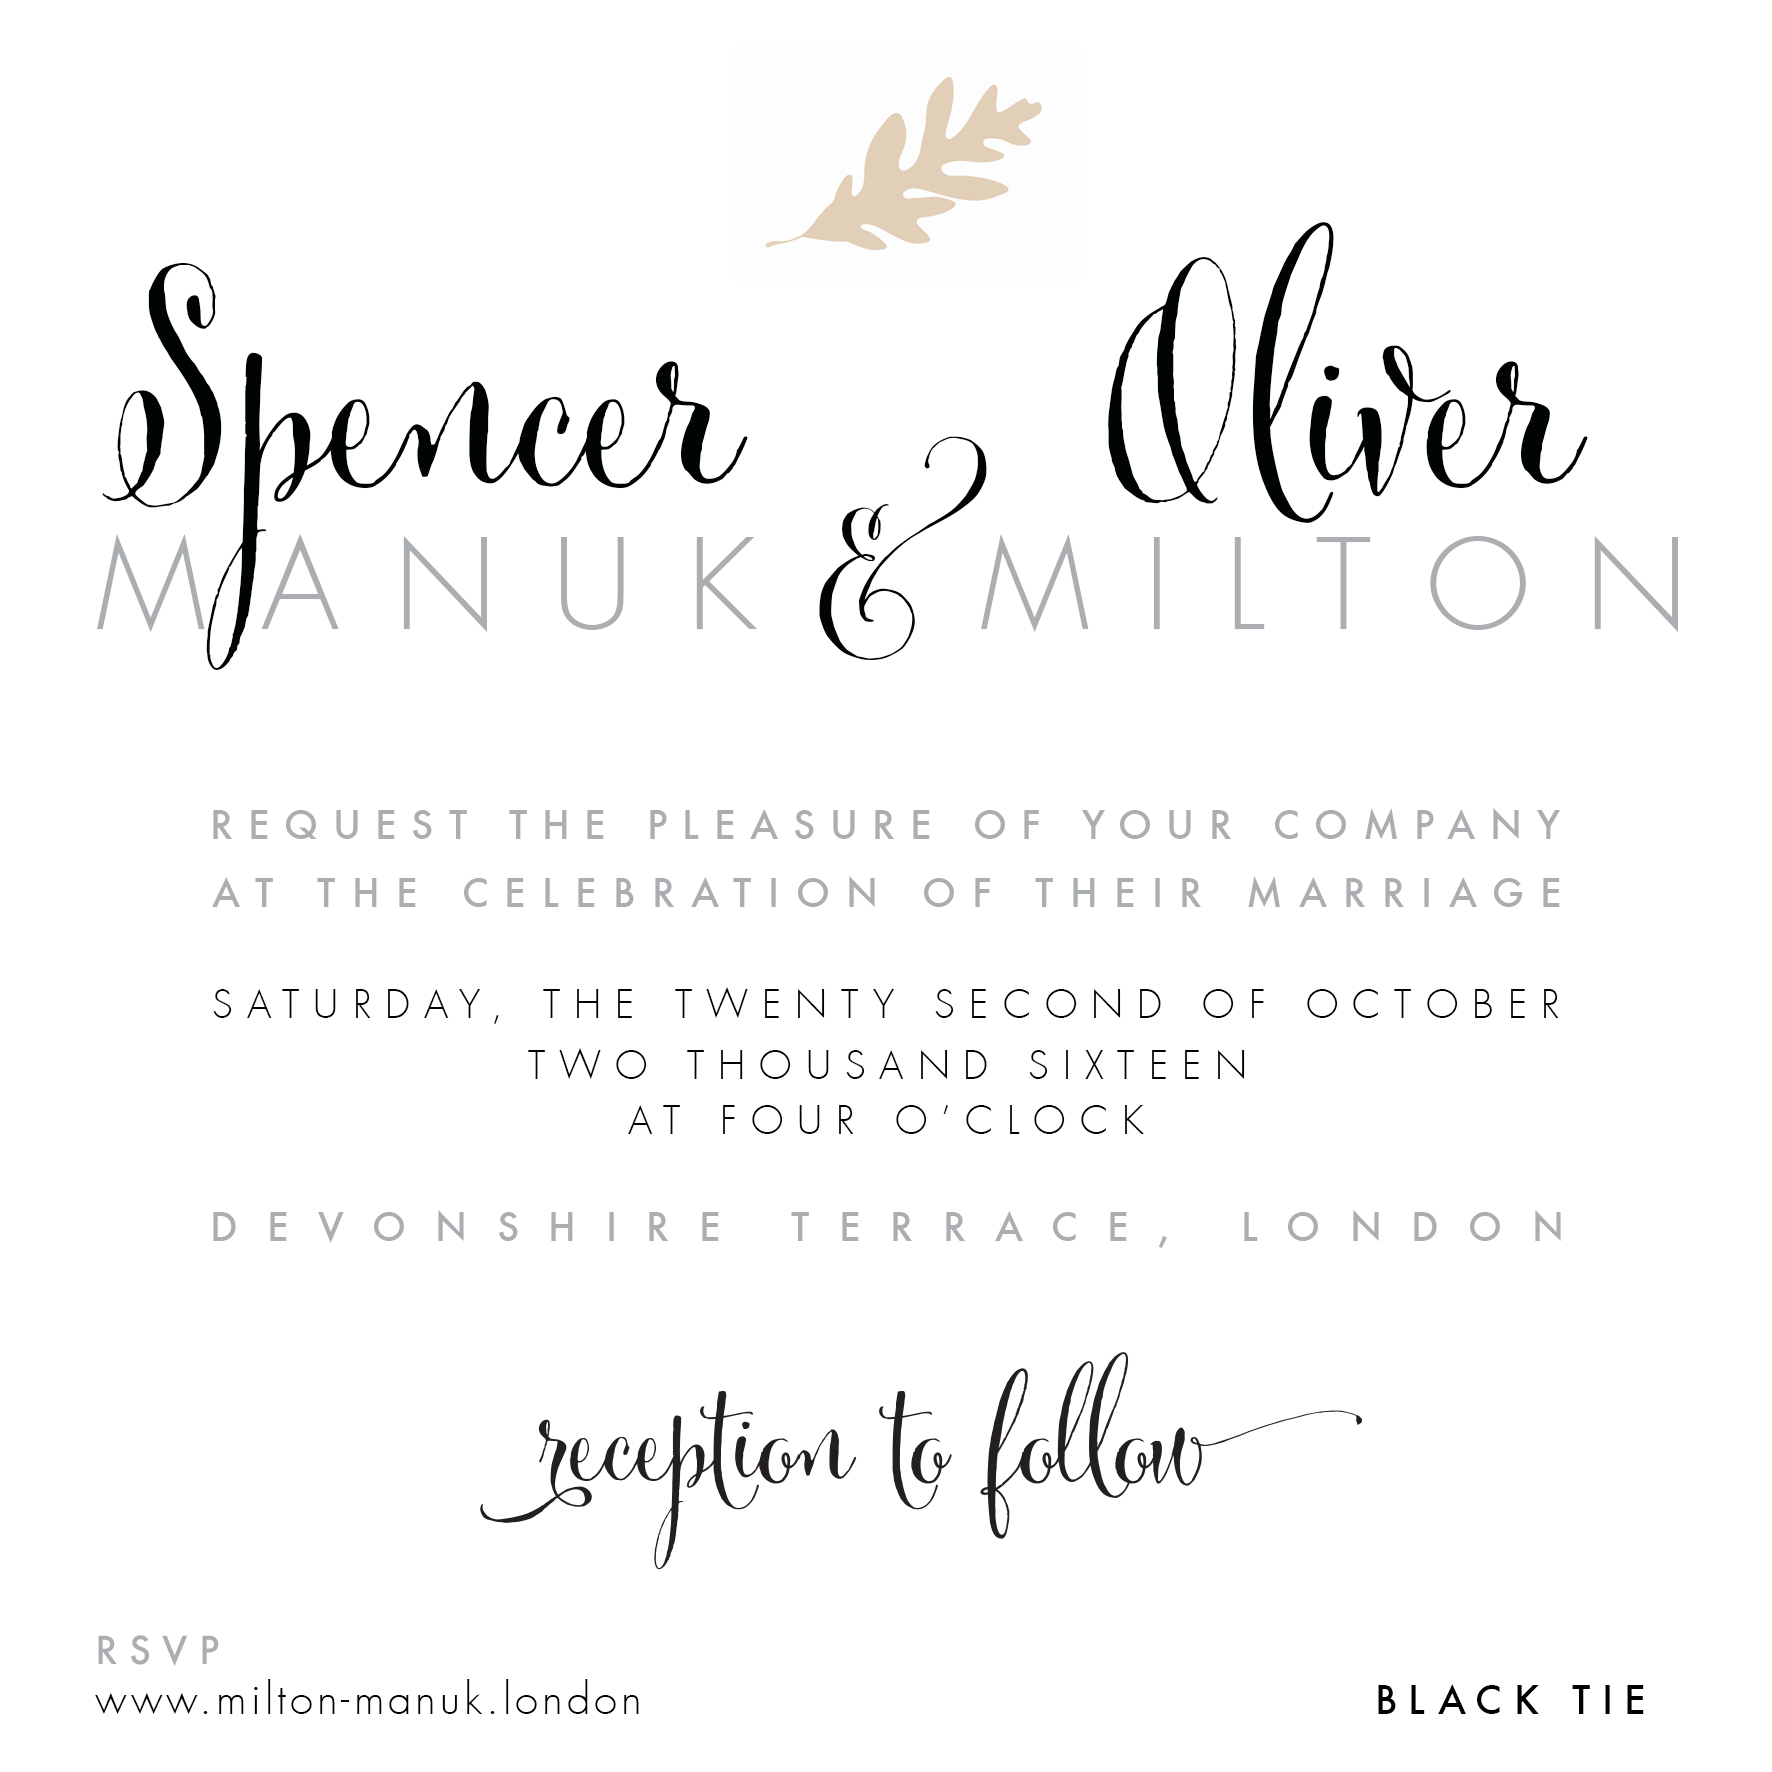 Spencer Oliver
MANUK & MILTON
REQUEST THE PLEASURE OF YOUR COMPANY
AT THE CELEBRATION OF THEIR MARRIAGE
SATURDAY, THE TWENTY SECOND OF OCTOBER
TWO THOUSAND SIXTEEN
AT FOUR O’CLOCK
DEVONSHIRE TERRACE, LONDON
reception to follow
RSVP
www.milton-manuk.london
BLACK TIE